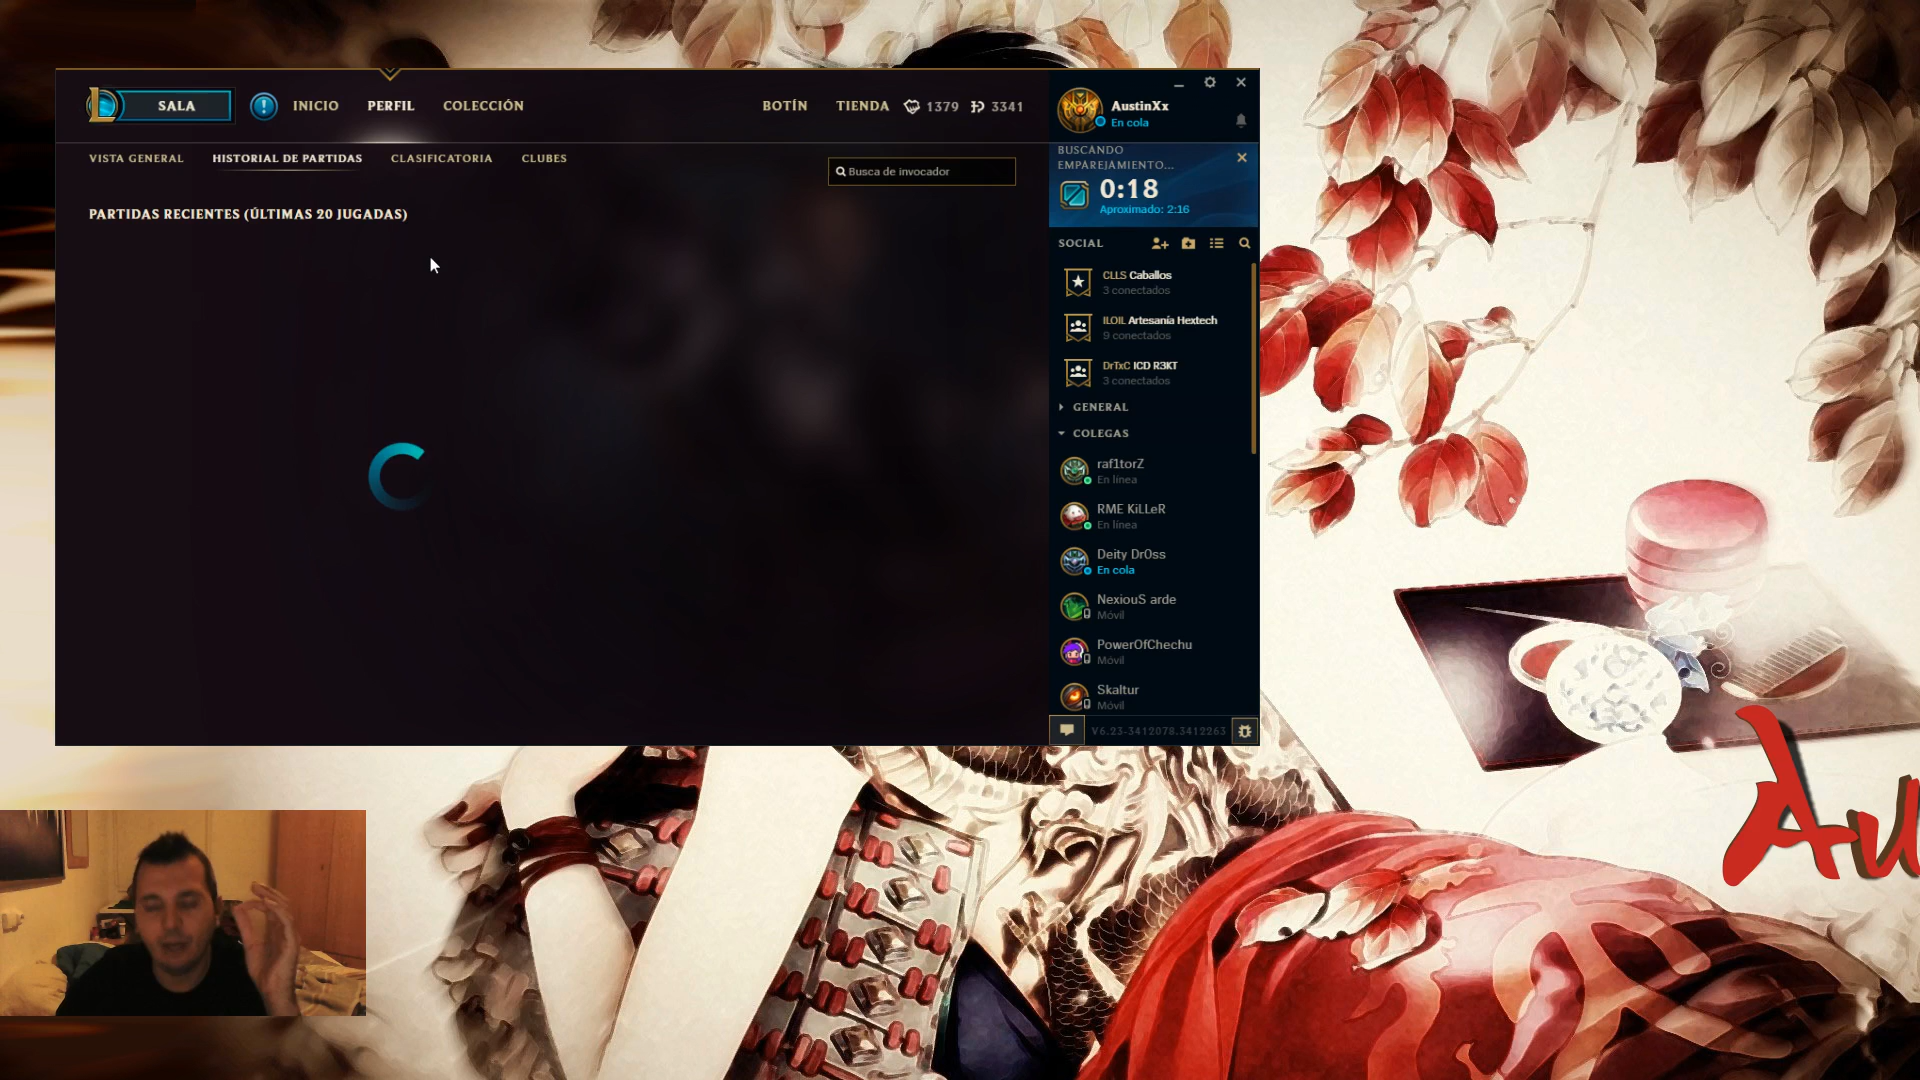 SALA
INICIO
PERFIL
COLECCIÓN
BOTÍN
TIENDA
1379
3341
AustinXx
En cola
VISTA GENERAL
HISTORIAL DE PARTIDAS
CLASIFICATORIA
CLUBES
Busca de invocador
BUSCANDO
EMPAREJAMIENTO...
0:18
Aproximado: 2:16
PARTIDAS RECIENTES (ÚLTIMAS 20 JUGADAS)
SOCIAL
CLLS Caballos
3 conectados
ILOIL Artesanía Hextech
9 conectados
DrTxC ICD R3KT
3 conectados
GENERAL
COLEGAS
raf1torZ
En línea
RME KiLLeR
En línea
Deity Dr0ss
En cola
NexiouS arde
Móvil
PowerOfChechu
Móvil
Skaltur
Móvil
V6.23-3412078.3412263
Au